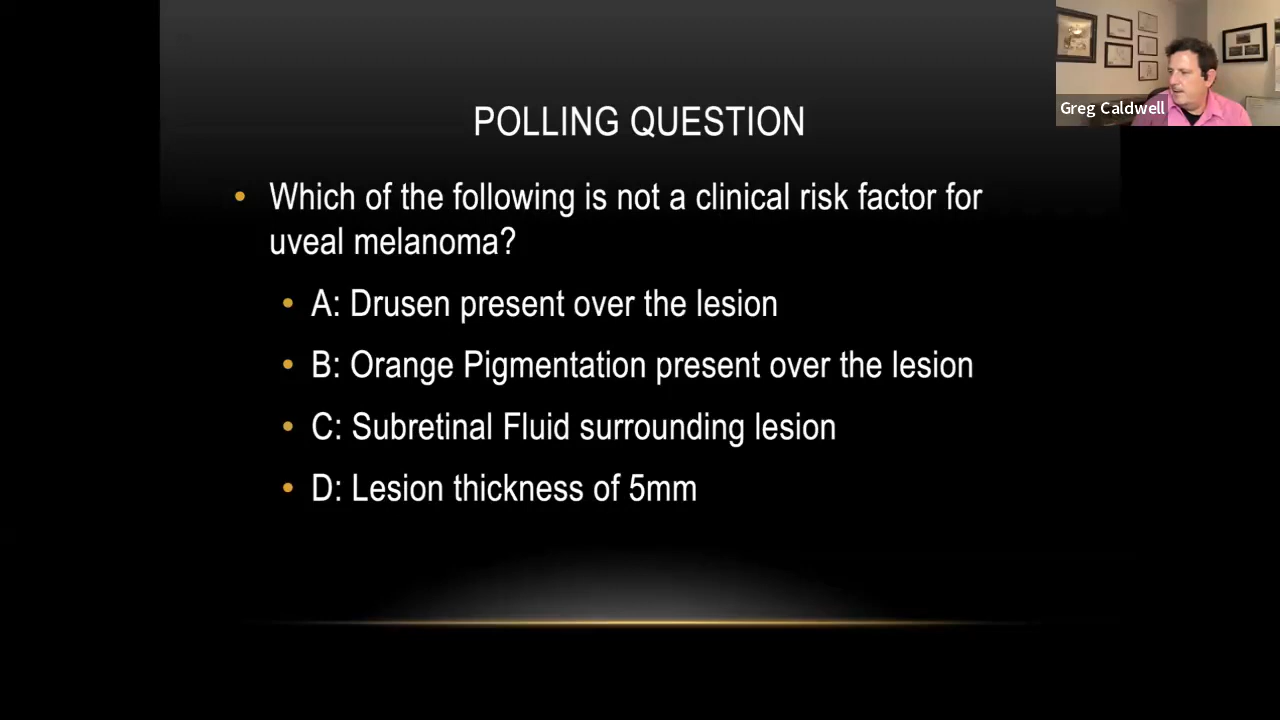 POLLING QUESTION
• Which of the following is not a clinical risk factor for
uveal melanoma?
• A: Drusen present over the lesion
• B: Orange Pigmentation present over the lesion
• C: Subretinal Fluid surrounding lesion
• D: Lesion thickness of 5mm
Greg Caldwell